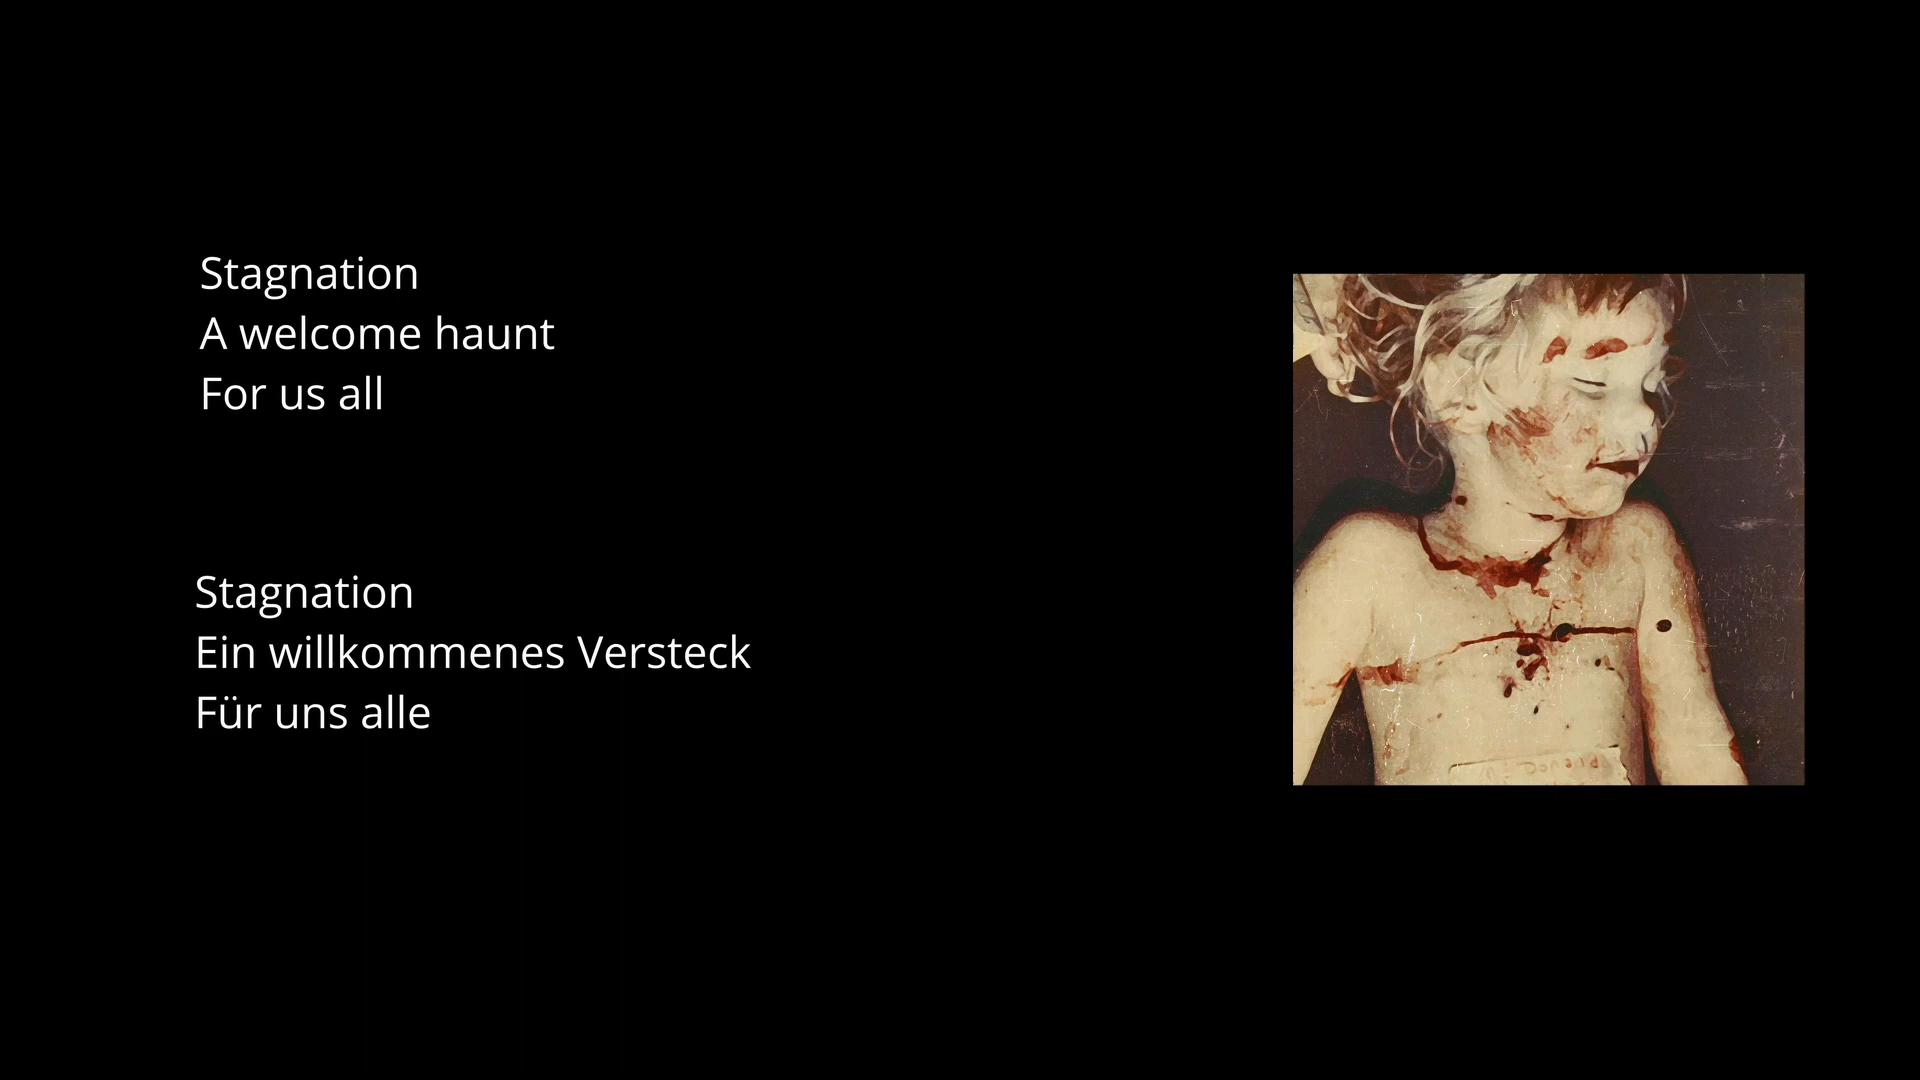 Stagnation
A welcome haunt
For us all
Stagnation
Ein willkommenes Versteck
Für uns alle